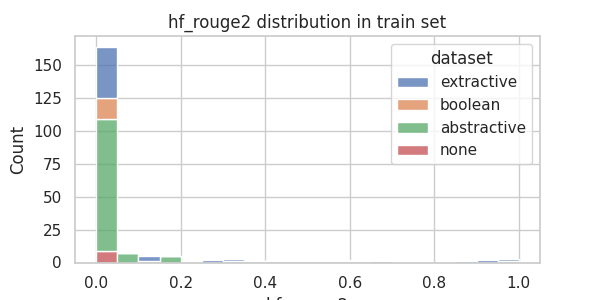 hf_rouge2 distribution in train set
Count
150
125
100
75
50
25
0
dataset
extractive
boolean
abstractive
none
0.0 0.2 0.4 0.6 0.8 1.0